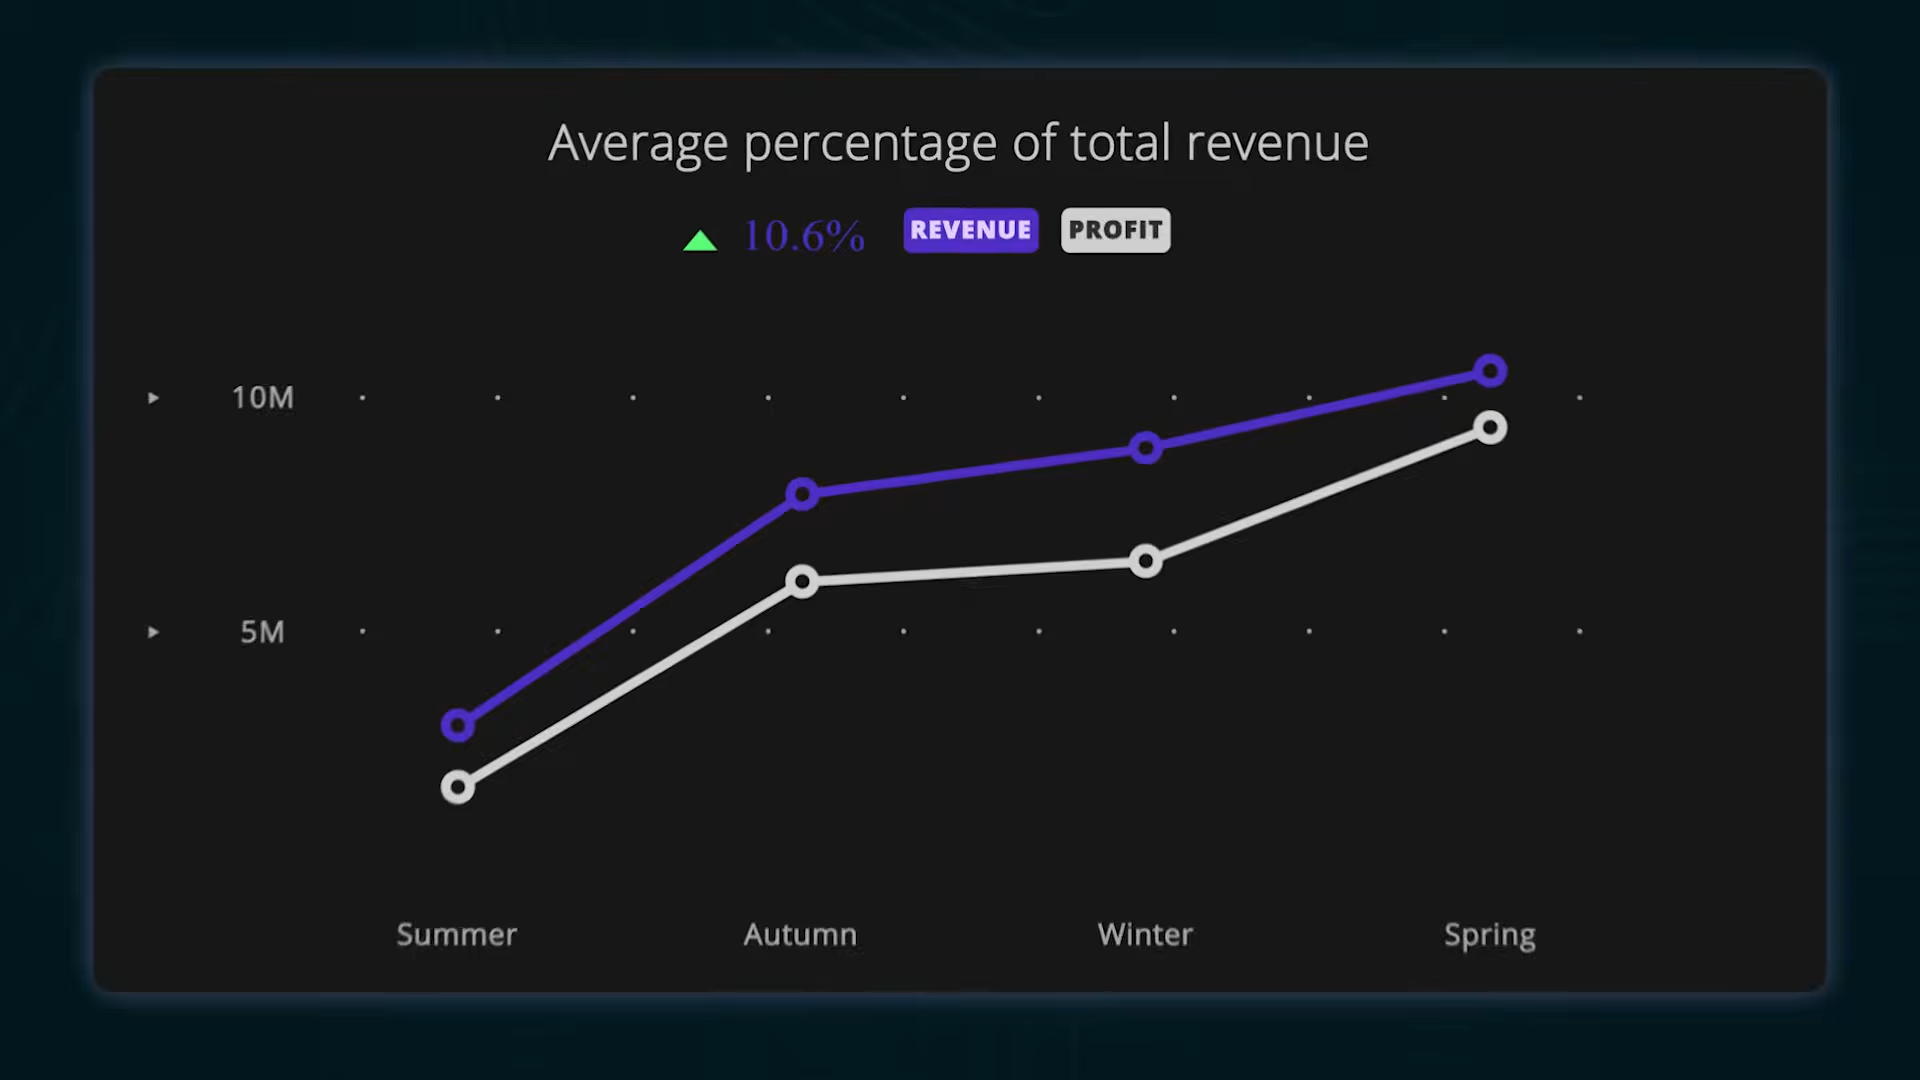 Average percentage of total revenue
10.6% REVENUE PROFIT
10M
5M
Summer Autumn Winter Spring